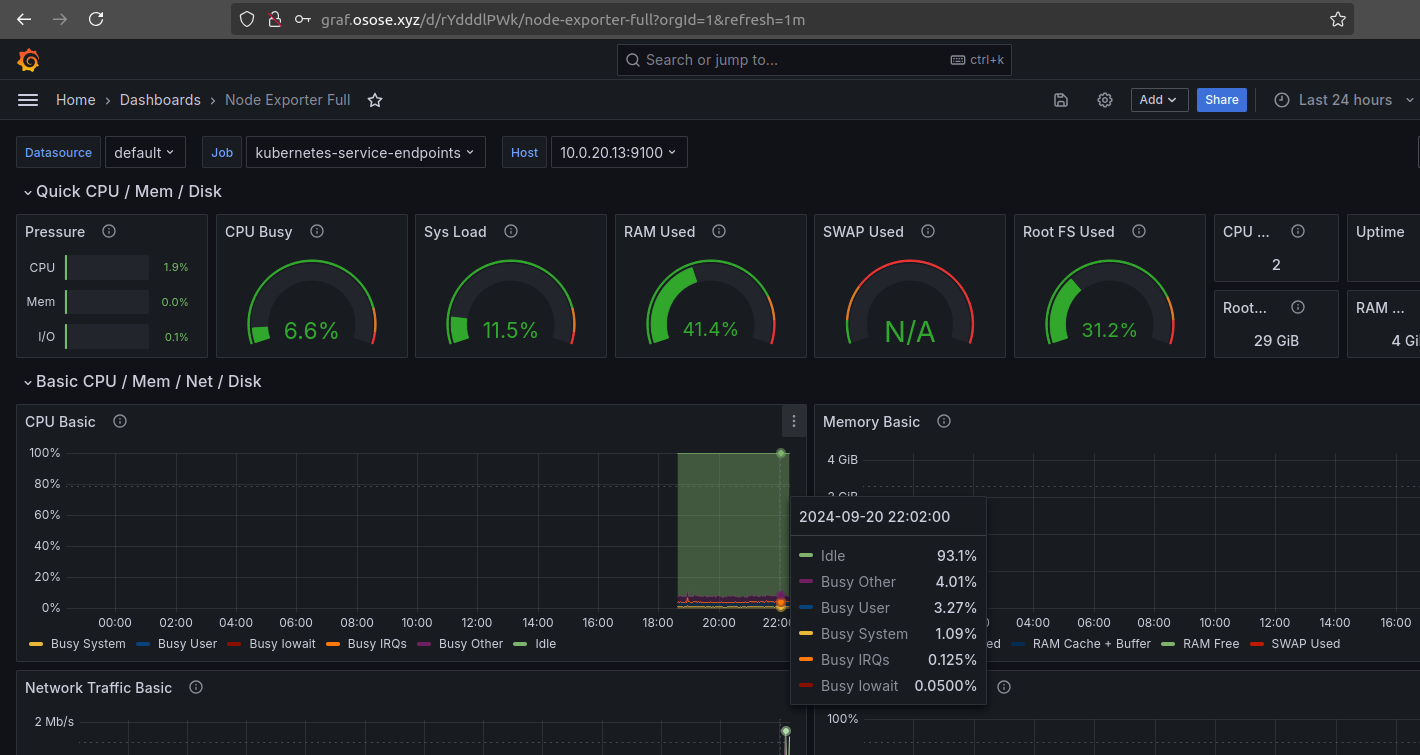 graf.osose.xyz/d/rYdddlPWk/node-exporter-full?orgId=1&refresh=1m
Search or jump to... ctrl+k
Home › Dashboards › Node Exporter Full Add Share Last 24 hours
Datasource default Job kubernetes-service-endpoints Host 10.0.20.13:9100
Quick CPU / Mem / Disk
Pressure
CPU 1.9%
Mem 0.0%
I/O 0.1%
CPU Busy
6.6%
Sys Load
11.5%
RAM Used
41.4%
SWAP Used
N/A
Root FS Used
31.2%
CPU ...
2
Uptime
Root...
29 GiB
RAM ...
4 Gi
Basic CPU / Mem / Net / Disk
CPU Basic
100%
80%
60%
40%
20%
0%
00:00 02:00 04:00 06:00 08:00 10:00 12:00 14:00 16:00 18:00 20:00 22:00
Busy System Busy User Busy Iowait Busy IRQs Busy Other Idle
Memory Basic
4 GiB
3 GiB
2024-09-20 22:02:00
Idle 93.1%
Busy Other 4.01%
Busy User 3.27%
Busy System 1.09%
Busy IRQs 0.125%
Busy Iowait 0.0500%
04:00 06:00 08:00 10:00 12:00 14:00 16:00
RAM Cache + Buffer RAM Free SWAP Used
Network Traffic Basic
2 Mb/s
100%